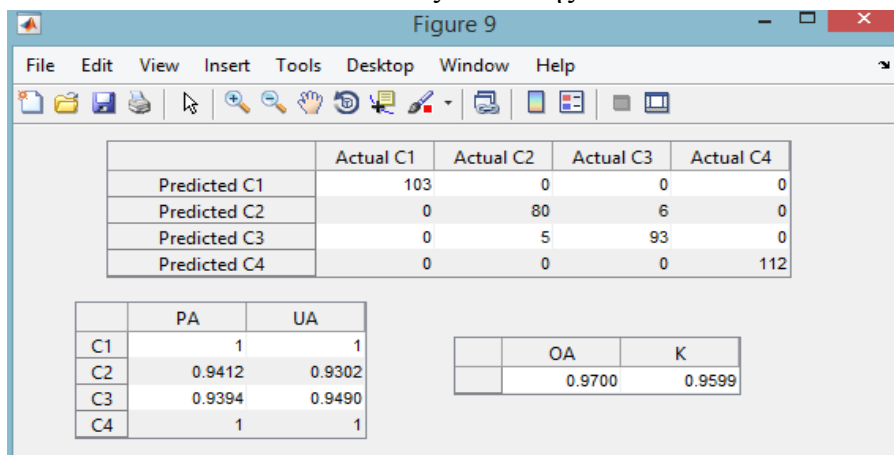 Figure 9
File Edit View Insert Tools Desktop Window Help
Actual C1 Actual C2 Actual C3 Actual C4
Predicted C1 103 0 0 0
Predicted C2 0 80 6 0
Predicted C3 0 5 93 0
Predicted C4 0 0 0 112
PA UA
C1 1 1
C2 0.9412 0.9302
C3 0.9394 0.9490
C4 1 1
OA K
0.9700 0.9599